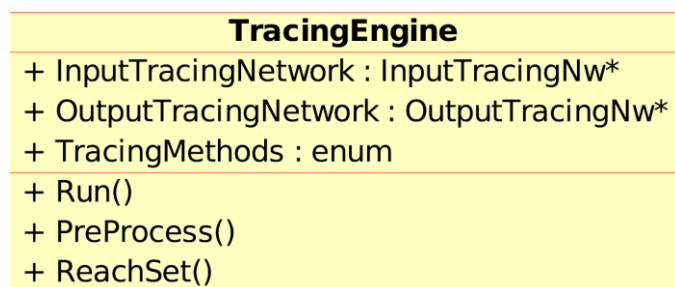 TracingEngine
+ InputTracingNetwork : InputTracingNw*
+ OutputTracingNetwork : OutputTracingNw*
+ TracingMethods : enum
+ Run()
+ PreProcess()
+ ReachSet()